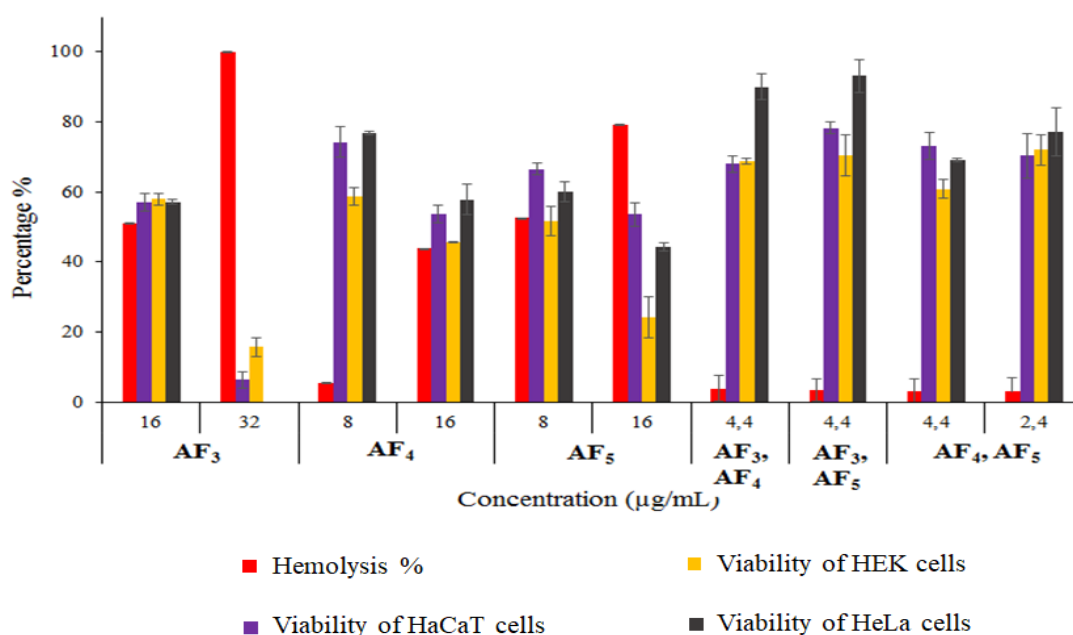 100
80
60
40
20
0
Percentage %
16 32 8 16 8 16 4,4 4,4 4,4 2,4
AF₃ AF₄ AF₅ AF₃, AF₄ AF₃, AF₅ AF₄, AF₅
Concentration (µg/mL)
Hemolysis %
Viability of HEK cells
Viability of HaCaT cells
Viability of HeLa cells